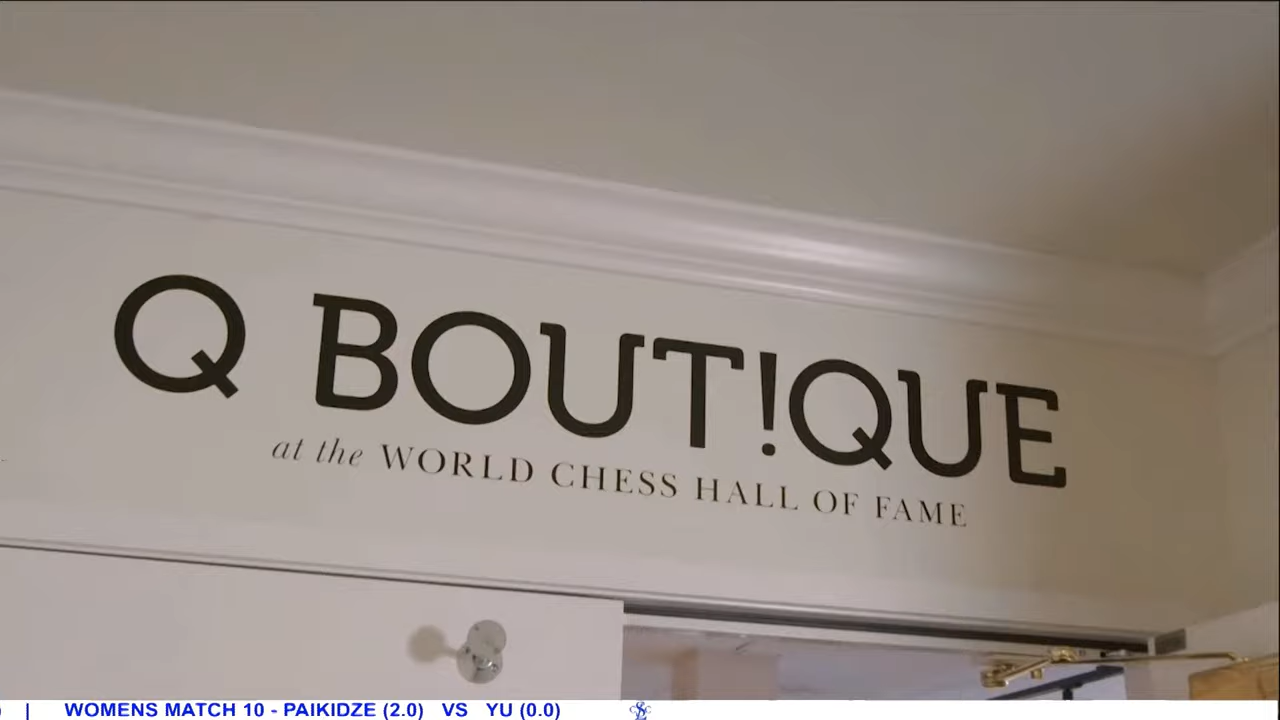 Q BOUT!QUE
at the WORLD CHESS HALL OF FAME
| WOMENS MATCH 10 - PAIKIDZE (2.0) VS YU (0.0)